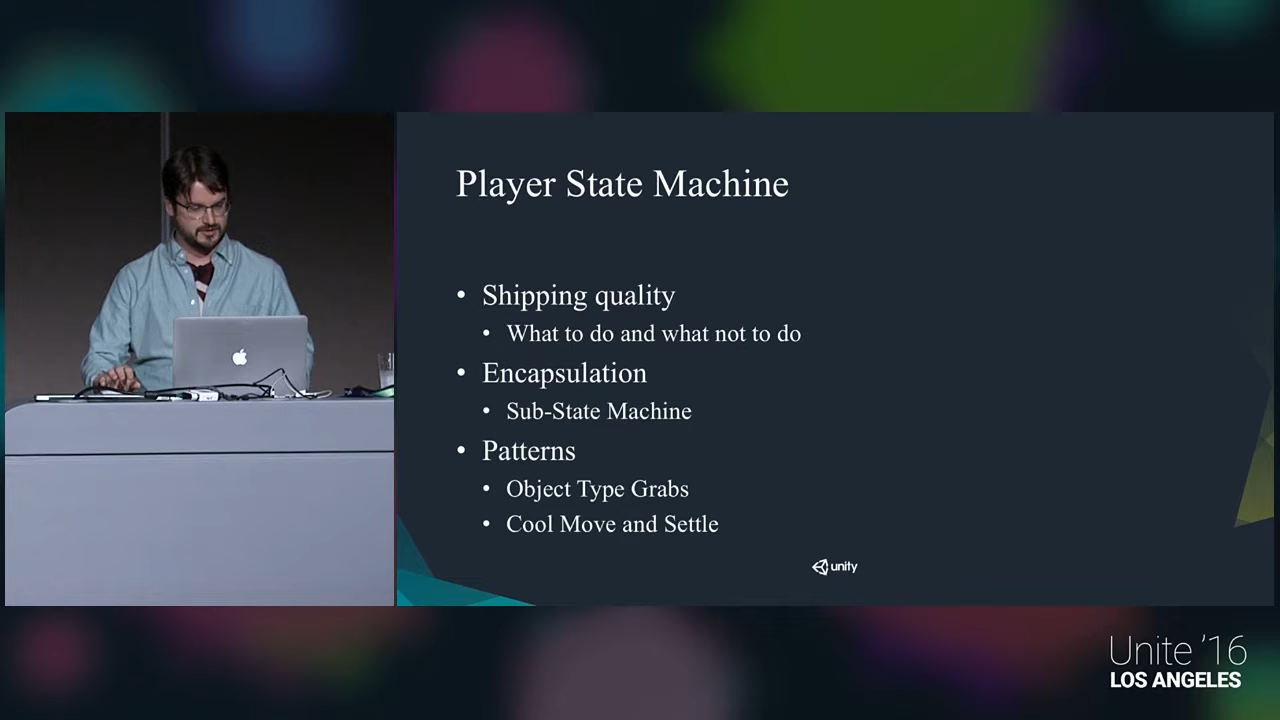 Player State Machine
• Shipping quality
• What to do and what not to do
• Encapsulation
• Sub-State Machine
• Patterns
• Object Type Grabs
• Cool Move and Settle
unity
Unite '16
LOS ANGELES